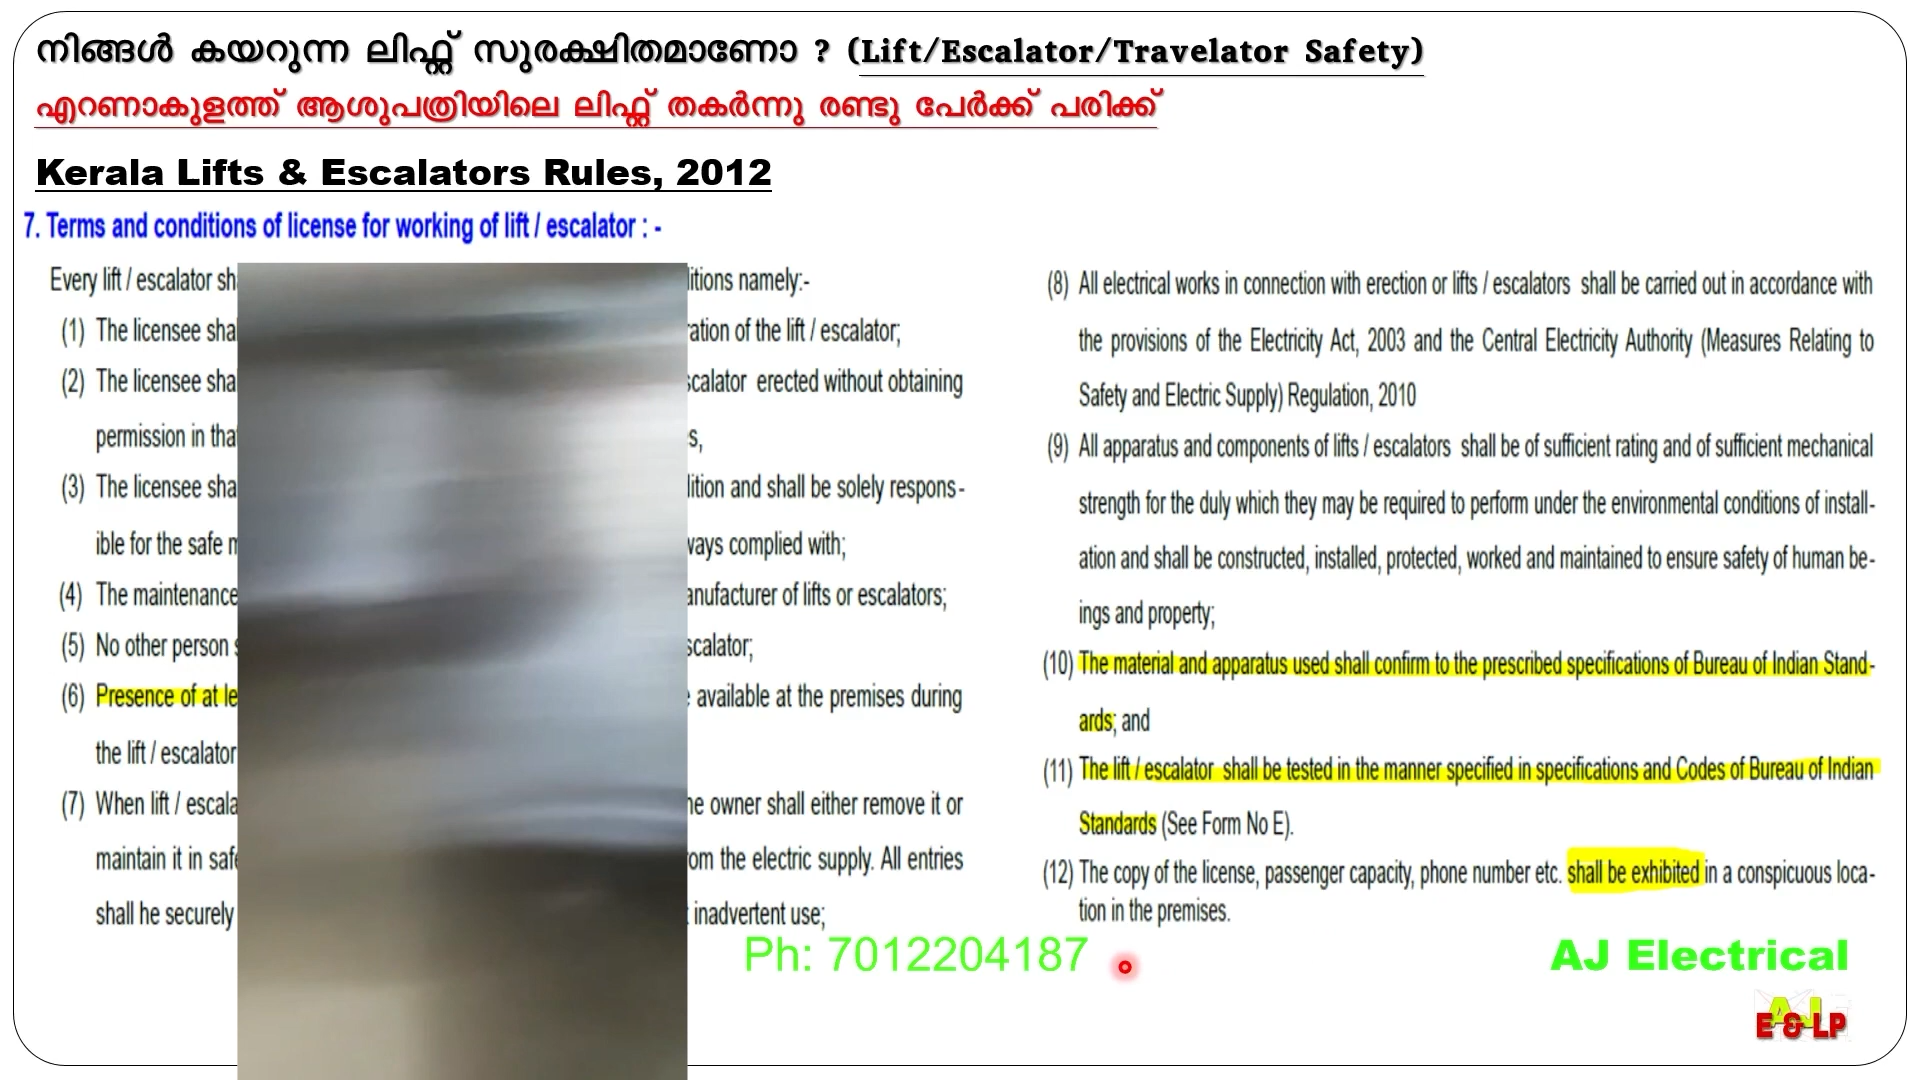 നിങ്ങൾ കയറുന്ന ലിഫ്റ്റ് സുരക്ഷിതമാണോ ? (Lift/Escalator/Travelator Safety)
എറണാകുളത്ത് ആശുപത്രിയിലെ ലിഫ്റ്റ് തകർന്നു രണ്ടു പേർക്ക് പരിക്ക്
Kerala Lifts & Escalators Rules, 2012
7. Terms and conditions of license for working of lift / escalator : -
Every lift / escalator sh itions namely:-
(1) The licensee sha ration of the lift / escalator;
(2) The licensee sha scalator erected without obtaining
permission in tha s,
(3) The licensee sha lition and shall be solely respons-
ible for the safe ways complied with;
(4) The maintenance anufacturer of lifts or escalators;
(5) No other person s scalator;
(6) Presence of at le available at the premises during
the lift / escalator
(7) When lift / escala he owner shall either remove it or
maintain it in safe om the electric supply. All entries
shall he securely inadvertent use;
(8) All electrical works in connection with erection or lifts / escalators shall be carried out in accordance with
the provisions of the Electricity Act, 2003 and the Central Electricity Authority (Measures Relating to
Safety and Electric Supply) Regulation, 2010
(9) All apparatus and components of lifts / escalators shall be of sufficient rating and of sufficient mechanical
strength for the duly which they may be required to perform under the environmental conditions of install-
ation and shall be constructed, installed, protected, worked and maintained to ensure safety of human be-
ings and property;
(10) The material and apparatus used shall confirm to the prescribed specifications of Bureau of Indian Stand-
ards; and
(11) The lift / escalator shall be tested in the manner specified in specifications and Codes of Bureau of Indian
Standards (See Form No E).
(12) The copy of the license, passenger capacity, phone number etc. shall be exhibited in a conspicuous loca-
tion in the premises.
Ph: 7012204187
AJ Electrical
AJ
E & LP